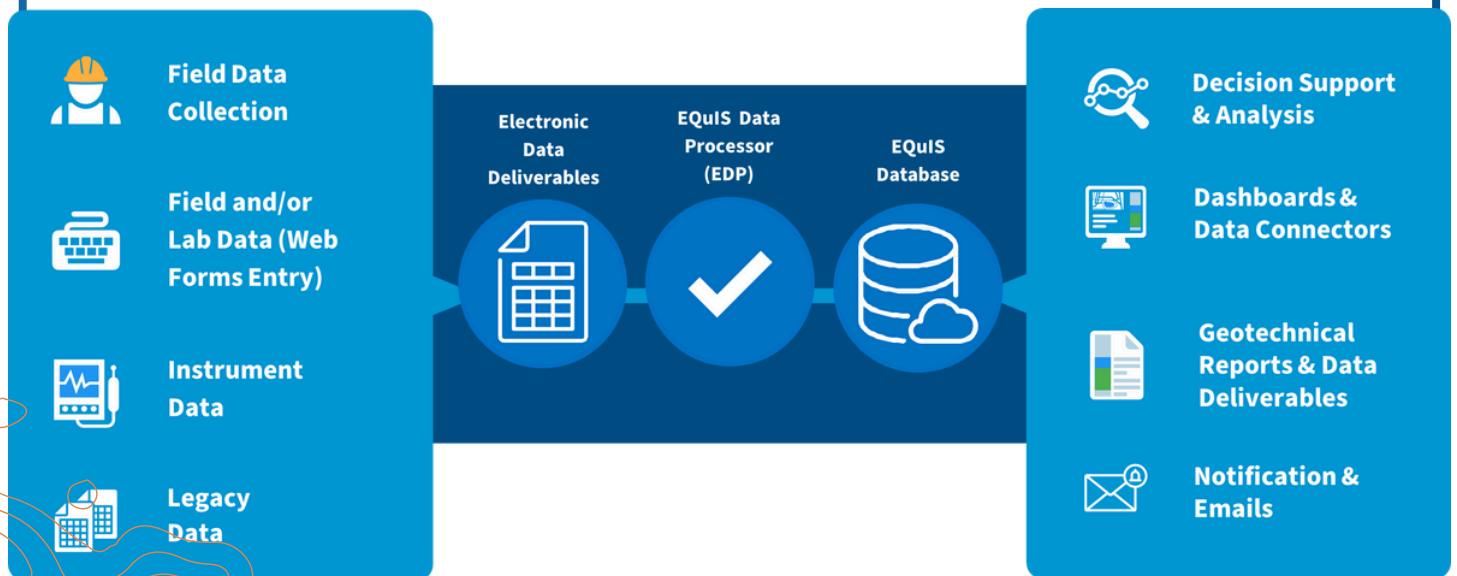 Field Data
Collection
Field and/or
Lab Data (Web
Forms Entry)
Instrument
Data
Legacy
Data
Electronic
Data
Deliverables
EQuIS Data
Processor
(EDP)
EQuIS
Database
Decision Support
& Analysis
Dashboards &
Data Connectors
Geotechnical
Reports & Data
Deliverables
Notification &
Emails